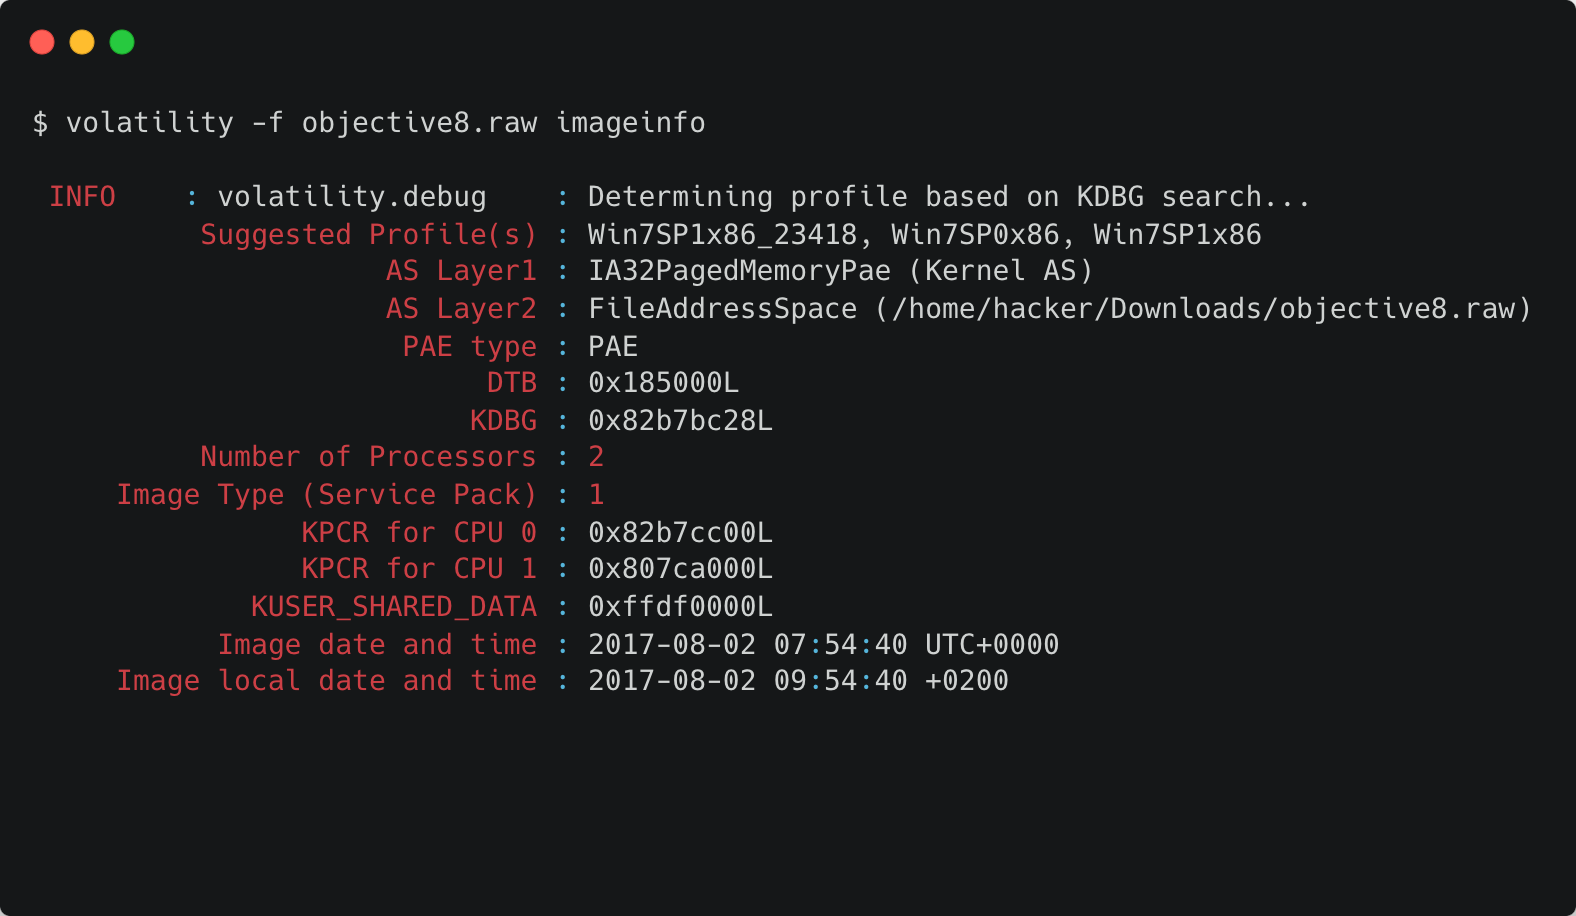 $ volatility -f objective8.raw imageinfo
INFO : volatility.debug : Determining profile based on KDBG search...
Suggested Profile(s) : Win7SP1x86_23418, Win7SP0x86, Win7SP1x86
AS Layer1 : IA32PagedMemoryPae (Kernel AS)
AS Layer2 : FileAddressSpace (/home/hacker/Downloads/objective8.raw)
PAE type : PAE
DTB : 0x185000L
KDBG : 0x82b7bc28L
Number of Processors : 2
Image Type (Service Pack) : 1
KPCR for CPU 0 : 0x82b7cc00L
KPCR for CPU 1 : 0x807ca000L
KUSER_SHARED_DATA : 0xffdf0000L
Image date and time : 2017-08-02 07:54:40 UTC+0000
Image local date and time : 2017-08-02 09:54:40 +0200